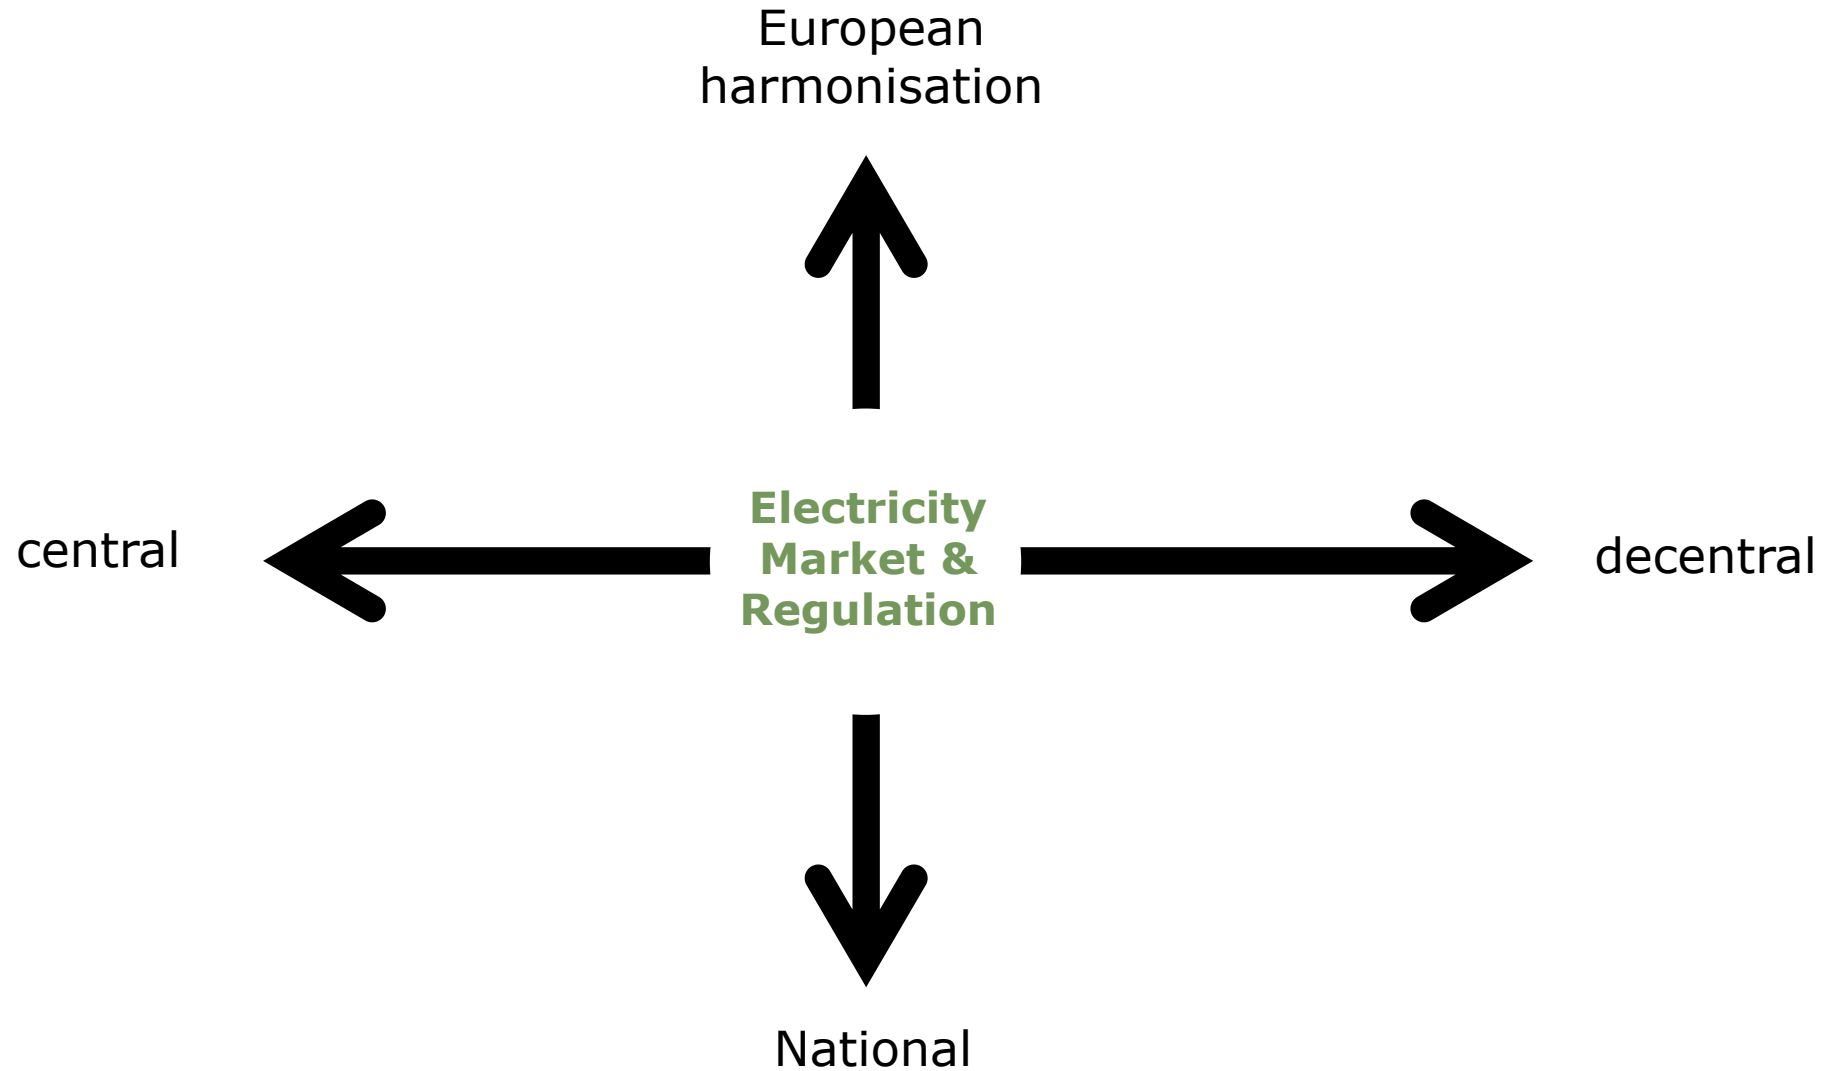 European
harmonisation
central
Electricity
Market &
Regulation
decentral
National